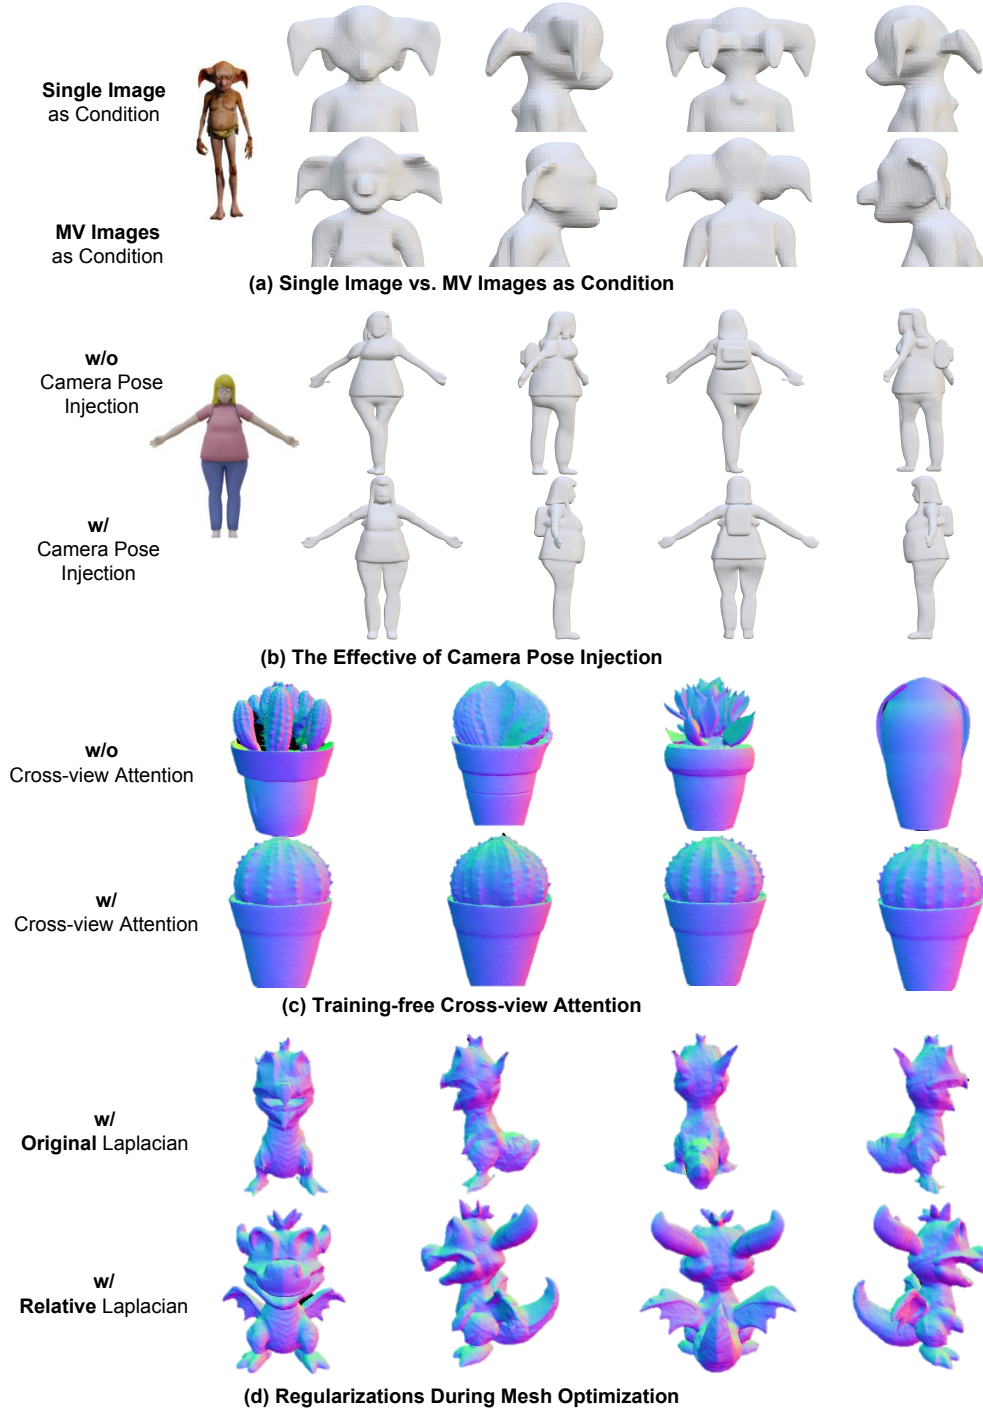 Single Image
as Condition
MV Images
as Condition
(a) Single Image vs. MV Images as Condition
w/o
Camera Pose
Injection
w/
Camera Pose
Injection
(b) The Effective of Camera Pose Injection
w/o
Cross-view Attention
w/
Cross-view Attention
(c) Training-free Cross-view Attention
w/
Original Laplacian
w/
Relative Laplacian
(d) Regularizations During Mesh Optimization